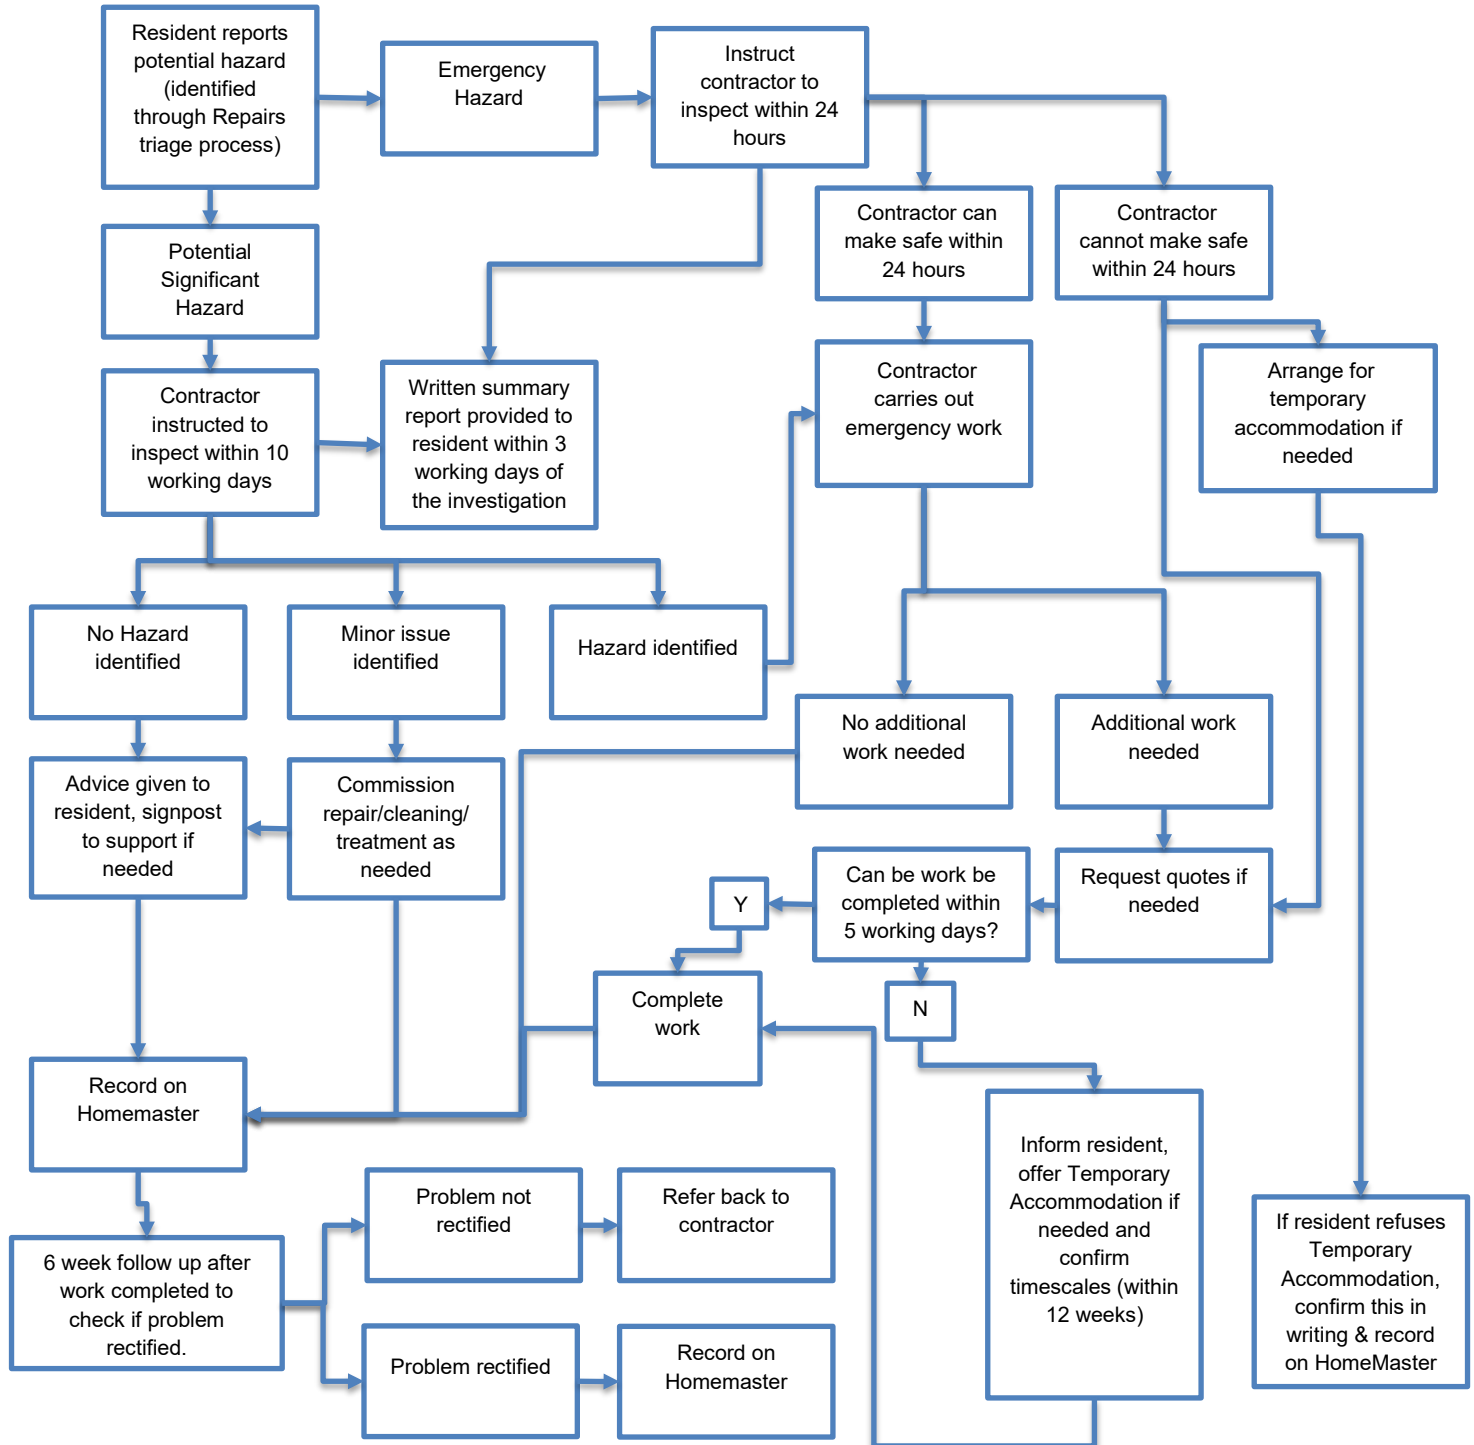 Resident reports
potential hazard
(identified
through Repairs
triage process)
Emergency
Hazard
Instruct
contractor to
inspect within 24
hours
Contractor can
make safe within
24 hours
Contractor
cannot make safe
within 24 hours
Potential
Significant
Hazard
Contractor
instructed to
inspect within 10
working days
Written summary
report provided to
resident within 3
working days of
the investigation
Contractor
carries out
emergency work
Arrange for
temporary
accommodation if
needed
No Hazard
identified
Minor issue
identified
Hazard identified
No additional
work needed
Additional work
needed
Advice given to
resident, signpost
to support if
needed
Commission
repair/cleaning/
treatment as
needed
Y
Can be work be
completed within
5 working days?
Request quotes if
needed
Complete
work
N
Record on
Homemaster
Inform resident,
offer Temporary
Accommodation if
needed and
confirm
timescales (within
12 weeks)
If resident refuses
Temporary
Accommodation,
confirm this in
writing & record
on HomeMaster
Problem not
rectified
Refer back to
contractor
6 week follow up after
work completed to
check if problem
rectified.
Problem rectified
Record on
Homemaster